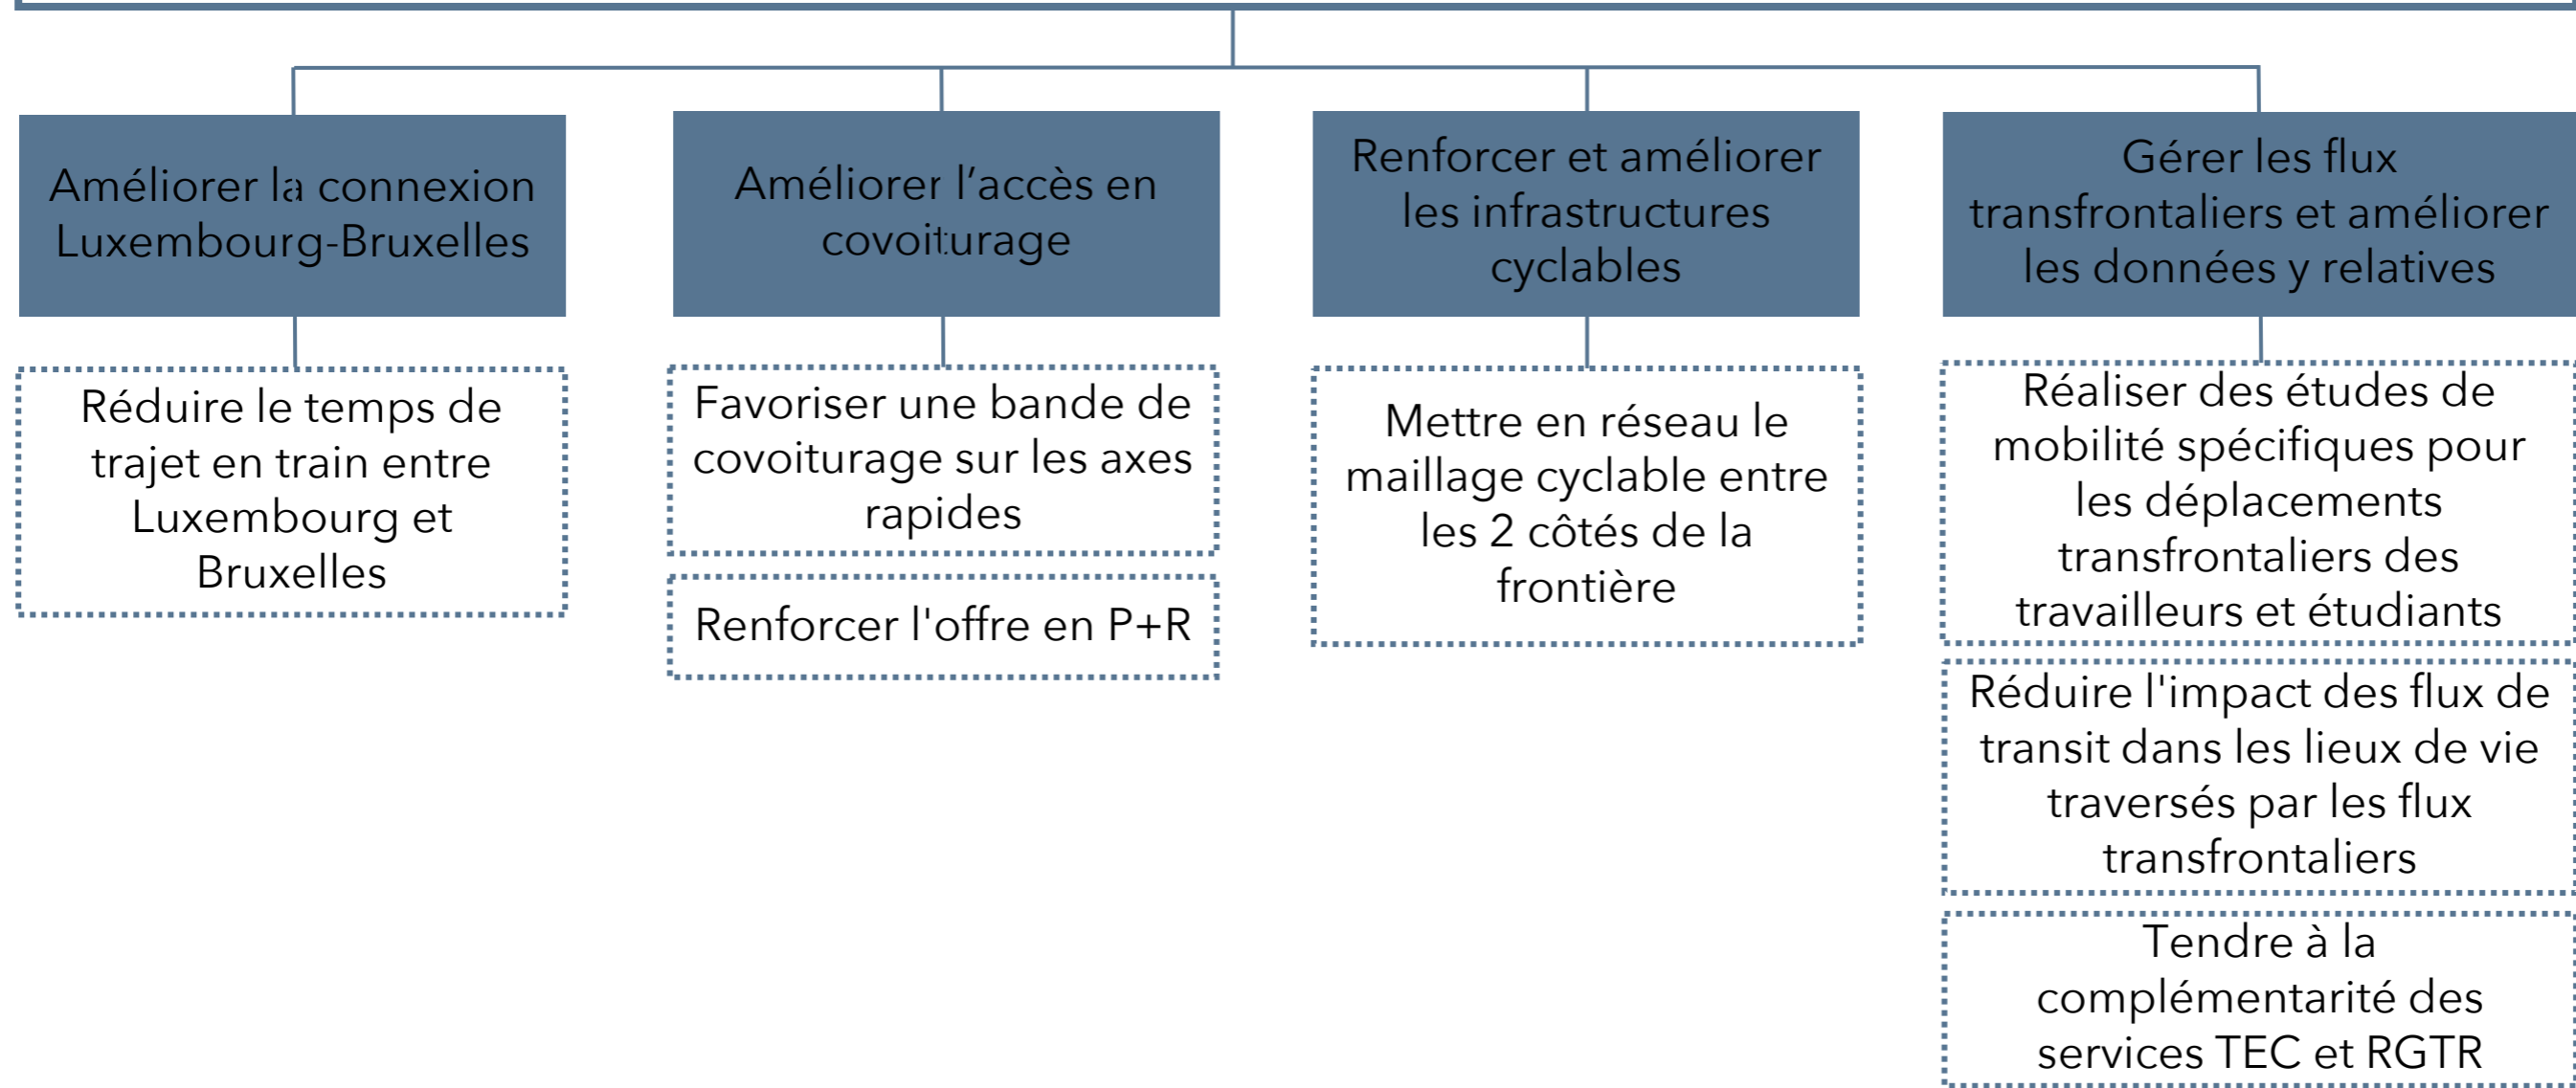 Améliorer la connexion
Luxembourg-Bruxelles
Réduire le temps de
trajet en train entre
Luxembourg et
Bruxelles
Améliorer l’accès en
covoiturage
Favoriser une bande de
covoiturage sur les axes
rapides
Renforcer l'offre en P+R
Renforcer et améliorer
les infrastructures
cyclables
Mettre en réseau le
maillage cyclable entre
les 2 côtés de la
frontière
Gérer les flux
transfrontaliers et améliorer
les données y relatives
Réaliser des études de
mobilité spécifiques pour
les déplacements
transfrontaliers des
travailleurs et étudiants
Réduire l'impact des flux de
transit dans les lieux de vie
traversés par les flux
transfrontaliers
Tendre à la
complémentarité des
services TEC et RGTR